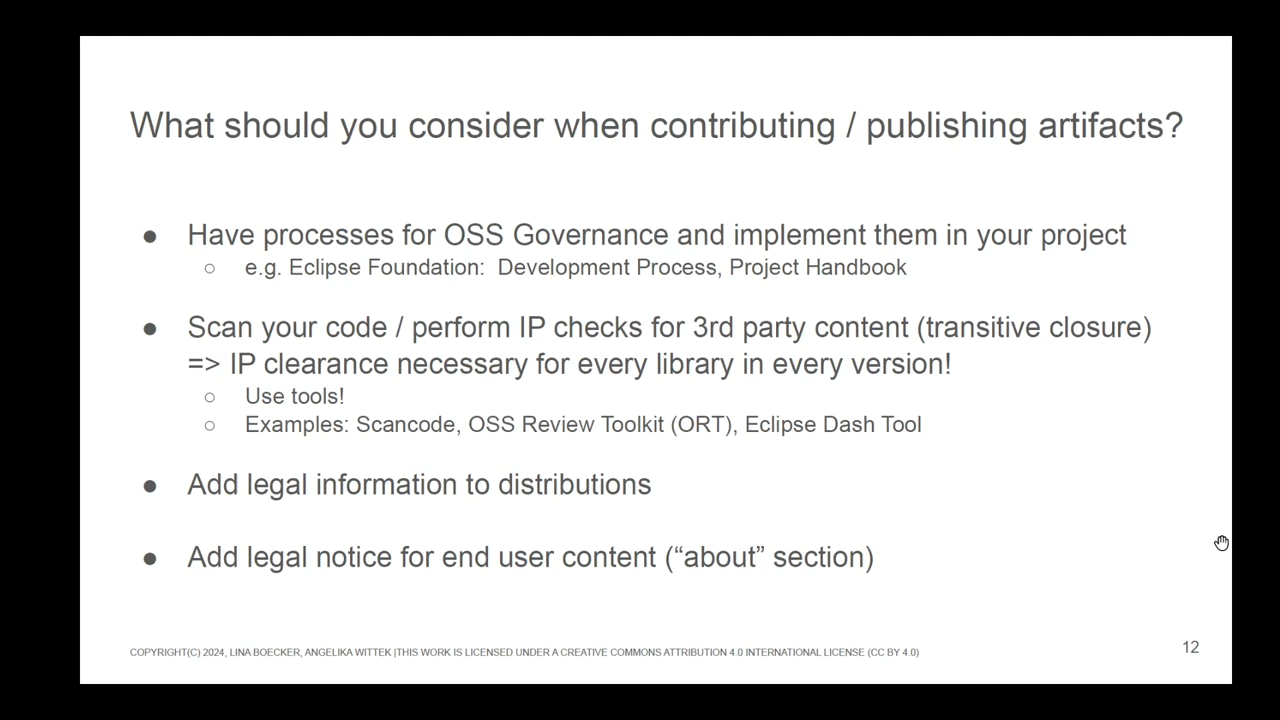 What should you consider when contributing / publishing artifacts?
● Have processes for OSS Governance and implement them in your project
○ e.g. Eclipse Foundation: Development Process, Project Handbook
● Scan your code / perform IP checks for 3rd party content (transitive closure)
=> IP clearance necessary for every library in every version!
○ Use tools!
○ Examples: Scancode, OSS Review Toolkit (ORT), Eclipse Dash Tool
● Add legal information to distributions
● Add legal notice for end user content (“about” section)
COPYRIGHT(C) 2024, LINA BOECKER, ANGELIKA WITTEK |THIS WORK IS LICENSED UNDER A CREATIVE COMMONS ATTRIBUTION 4.0 INTERNATIONAL LICENSE (CC BY 4.0)
12